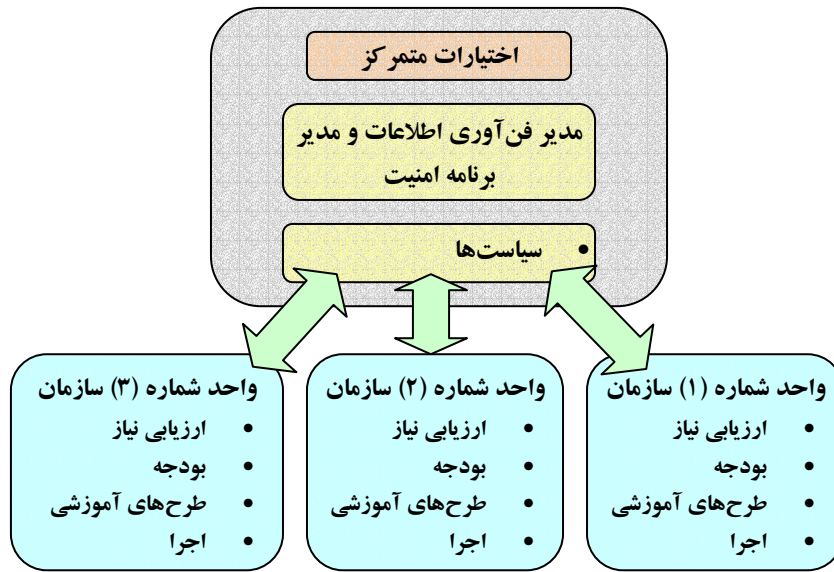 اختیارات متمرکز
مدیر فن‌آوری اطلاعات و مدیر
برنامه امنیت
• سیاست‌ها
واحد شماره (۱) سازمان
• ارزیابی نیاز
• بودجه
• طرح‌های آموزشی
• اجرا
واحد شماره (۲) سازمان
• ارزیابی نیاز
• بودجه
• طرح‌های آموزشی
• اجرا
واحد شماره (۳) سازمان
• ارزیابی نیاز
• بودجه
• طرح‌های آموزشی
• اجرا